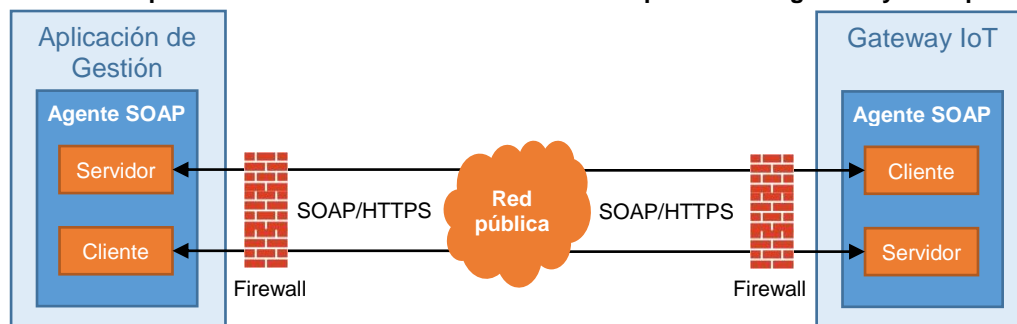 Aplicación de
Gestión
Agente SOAP
Servidor
Cliente
Firewall
SOAP/HTTPS
Red
pública
SOAP/HTTPS
Firewall
Gateway IoT
Agente SOAP
Cliente
Servidor